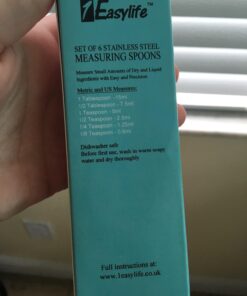 1Easylife™
SET OF 6 STAINLESS STEEL
MEASURING SPOONS
Measure Small Amounts of Dry and Liquid
Ingredients with Easy and Precision
Metric and US Measures:
1 Tablespoon - 15ml
1/2 Tablespoon - 7.5ml
1 Teaspoon - 5ml
1/2 Teaspoon - 2.5ml
1/4 Teaspoon - 1.25ml
1/8 Teaspoon - 0.6ml
Dishwasher safe
Before first use, wash in warm soapy
water and dry thoroughly
Full instructions at:
www.1easylife.co.uk